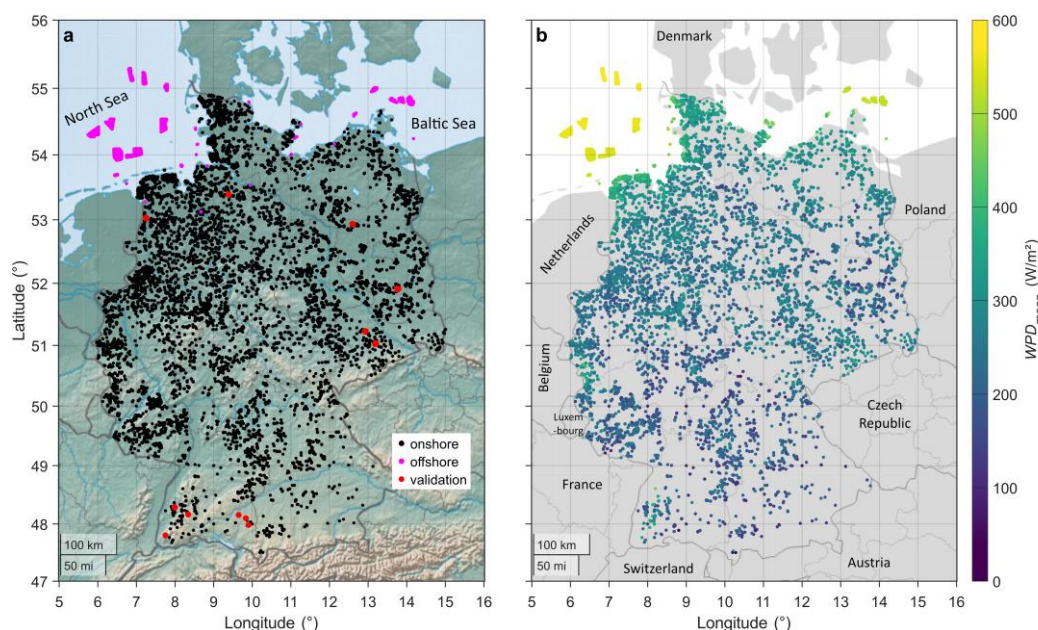 a
56
55
54
53
52
51
50
49
48
47
Latitude (°)
North Sea
Baltic Sea
onshore
offshore
validation
100 km
50 mi
5 6 7 8 9 10 11 12 13 14 15 16
Longitude (°)
b
Denmark
Netherlands
Poland
Belgium
Luxem
-bourg
Czech
Republic
France
Switzerland
Austria
100 km
50 mi
5 6 7 8 9 10 11 12 13 14 15 16
Longitude (°)
600
500
400
300
200
100
0
(W/m²)